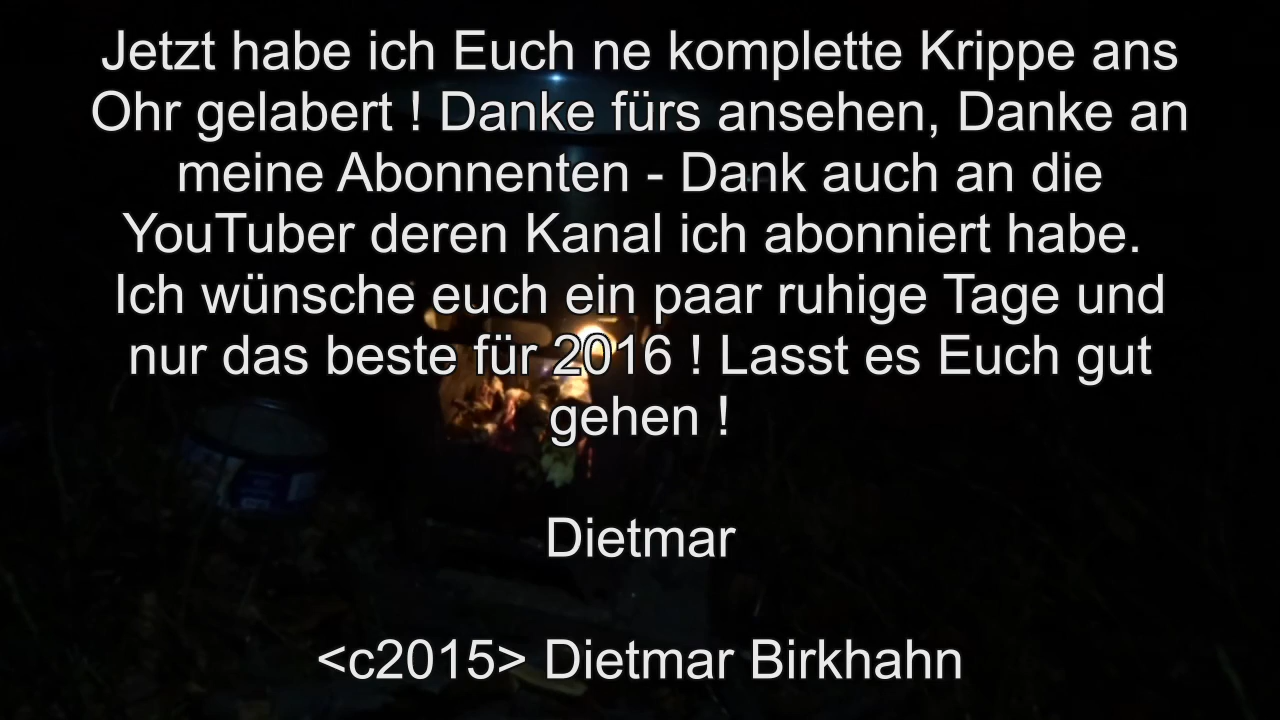 Jetzt habe ich Euch ne komplette Krippe ans
Ohr gelabert ! Danke fürs ansehen, Danke an
meine Abonnenten - Dank auch an die
YouTuber deren Kanal ich abonniert habe.
Ich wünsche euch ein paar ruhige Tage und
nur das beste für 2016 ! Lasst es Euch gut
gehen !
Dietmar
<c2015> Dietmar Birkhahn